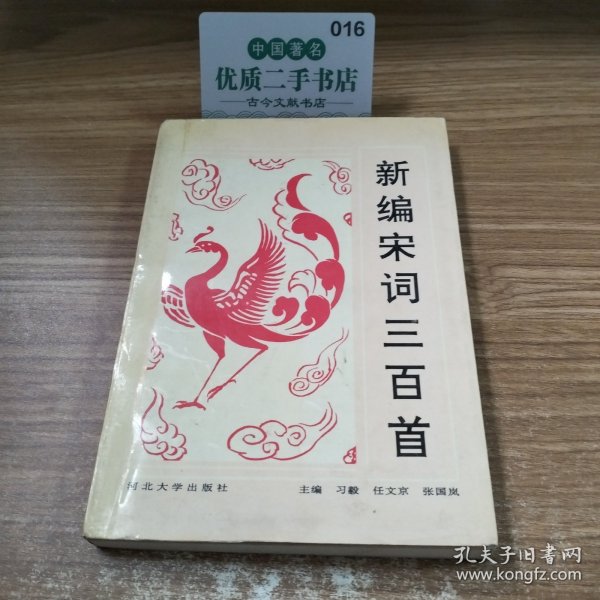 016
中国著名
优质二手书店
古今文献书店
新编宋词三百首
河北大学出版社
主编 习毅 任文京 张国岚
孔夫子旧书网
www.kongfz.com